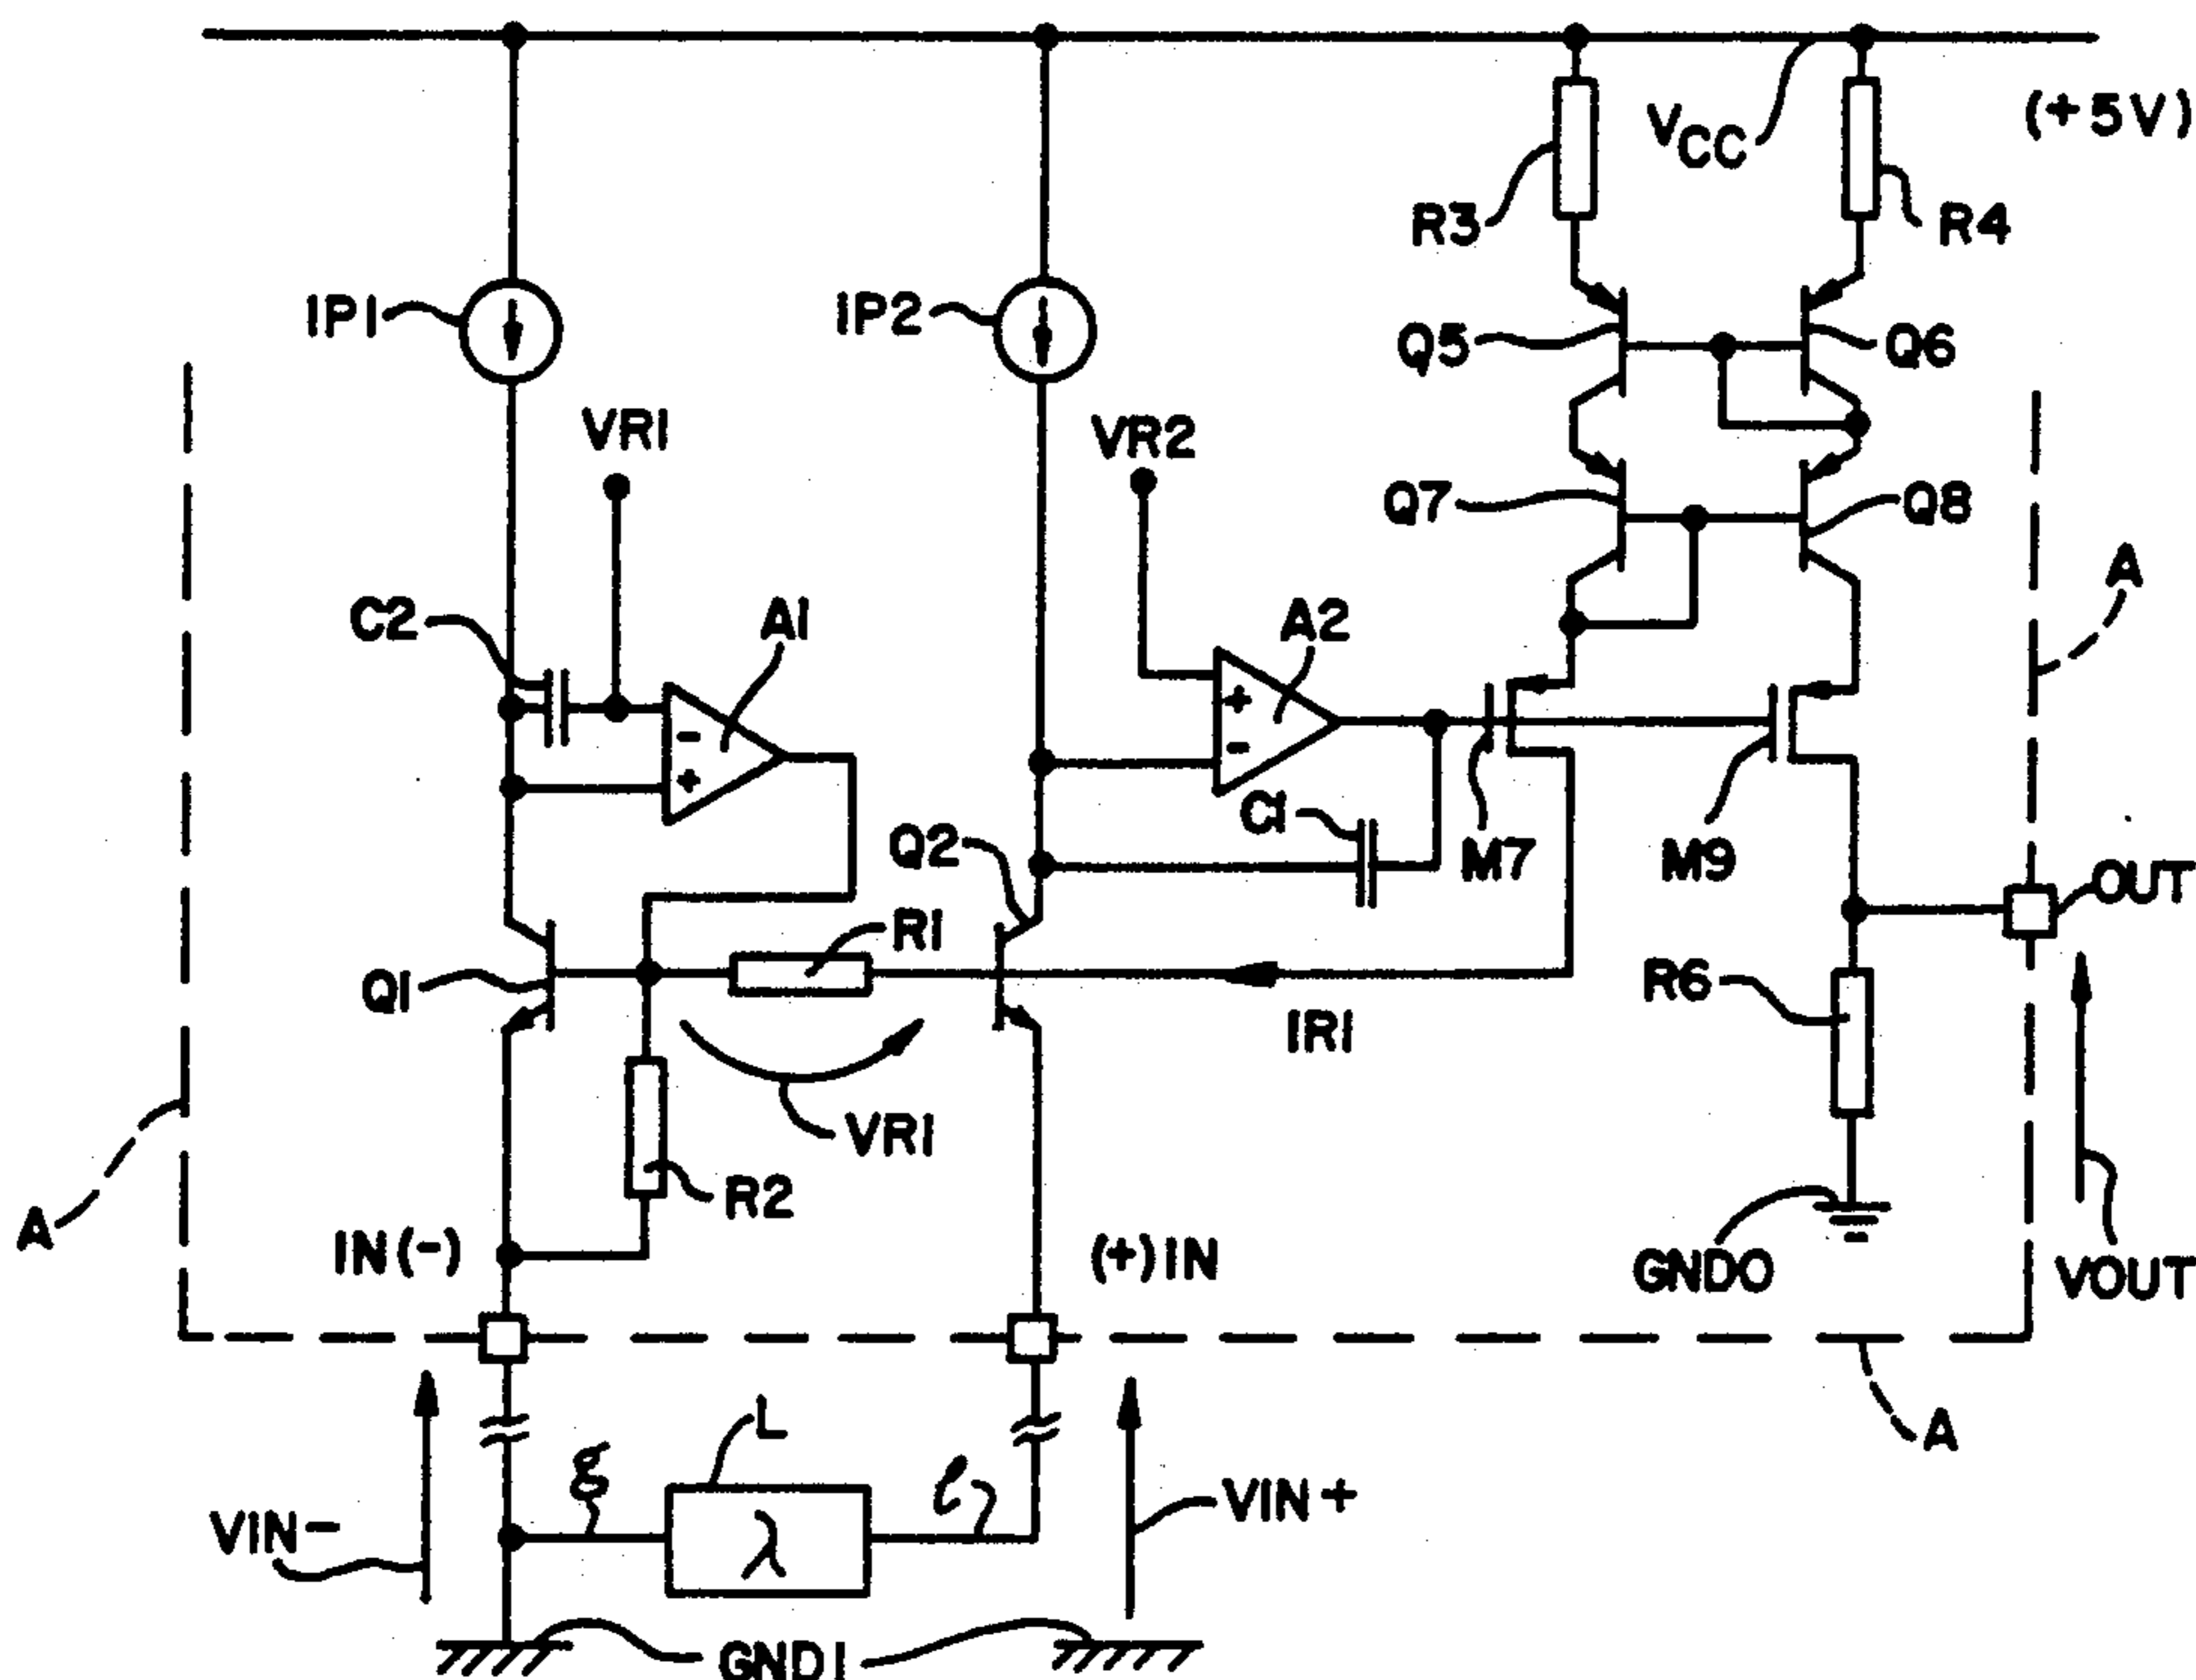 (+5V)
VCC
R3
R4
IP1
IP2
Q5
Q6
VR1
VR2
Q7
Q8
A
C2
A1
A2
+
-
-
+
C1
Q2
M7
M9
OUT
R1
Q1
R6
IR1
VR1
R2
A
IN(-)
(+)IN
GNDO
VOUT
L
A
g
l
VIN-
λ
VIN+
GND1